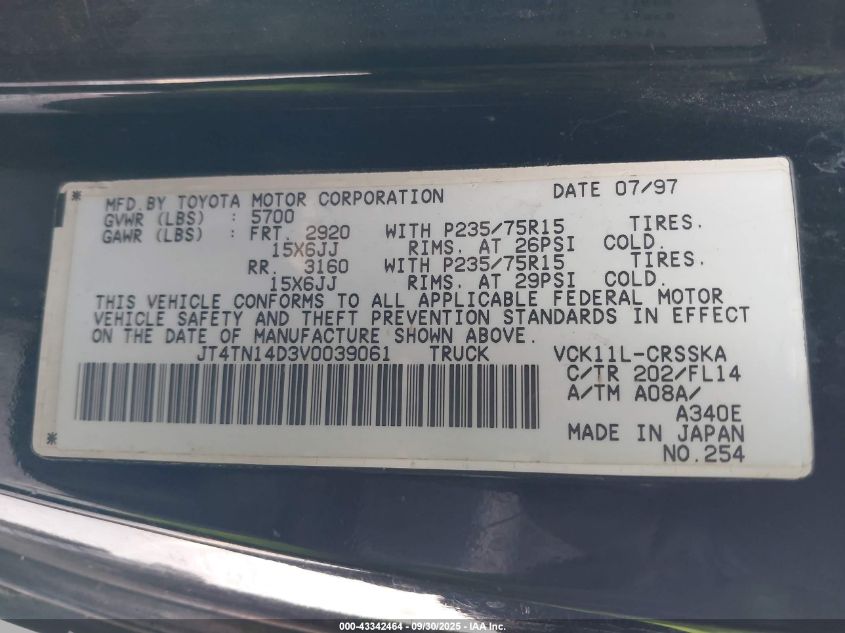 MFD.BY TOYOTA MOTOR CORPORATION DATE 07/97
GVWR (LBS) : 5700
GAWR (LBS) : FRT. 2920 WITH P235/75R15 TIRES.
15X6JJ RIMS. AT 26PSI COLD.
RR. 3160 WITH P235/75R15 TIRES.
15X6JJ RIMS. AT 29PSI COLD.
THIS VEHICLE CONFORMS TO ALL APPLICABLE FEDERAL MOTOR
VEHICLE SAFETY AND THEFT PREVENTION STANDARDS IN EFFECT
ON THE DATE OF MANUFACTURE SHOWN ABOVE.
JT4TN14D3V0039061 TRUCK VCK11L-CRSSKA
C/TR 202/FL14
A/TM A08A/
A340E
MADE IN JAPAN
NO.254
000-43342464 - 09/30/2025 - IAA Inc.